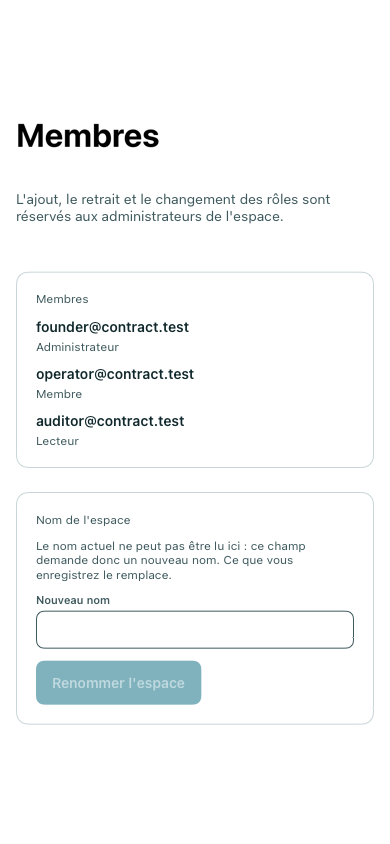 Membres
L'ajout, le retrait et le changement des rôles sont
réservés aux administrateurs de l'espace.
Membres
founder@contract.test
Administrateur
operator@contract.test
Membre
auditor@contract.test
Lecteur
Nom de l'espace
Le nom actuel ne peut pas être lu ici : ce champ
demande donc un nouveau nom. Ce que vous
enregistrez le remplace.
Nouveau nom
Renommer l'espace